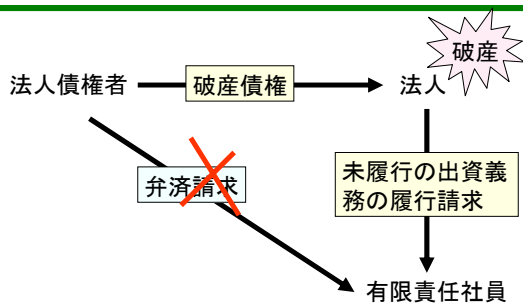 破産
法人債権者
破産債権
法人
弁済請求
未履行の出資義
務の履行請求
有限責任社員